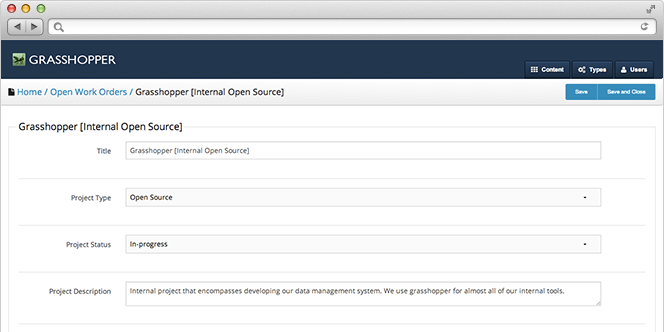 GRASSHOPPER
Content Types Users
Home / Open Work Orders / Grasshopper [Internal Open Source] Save Save and Close
Grasshopper [Internal Open Source]
Title Grasshopper [Internal Open Source]
Project Type Open Source
Project Status In-progress
Project Description Internal project that encompasses developing our data management system. We use grasshopper for almost all of our internal tools.